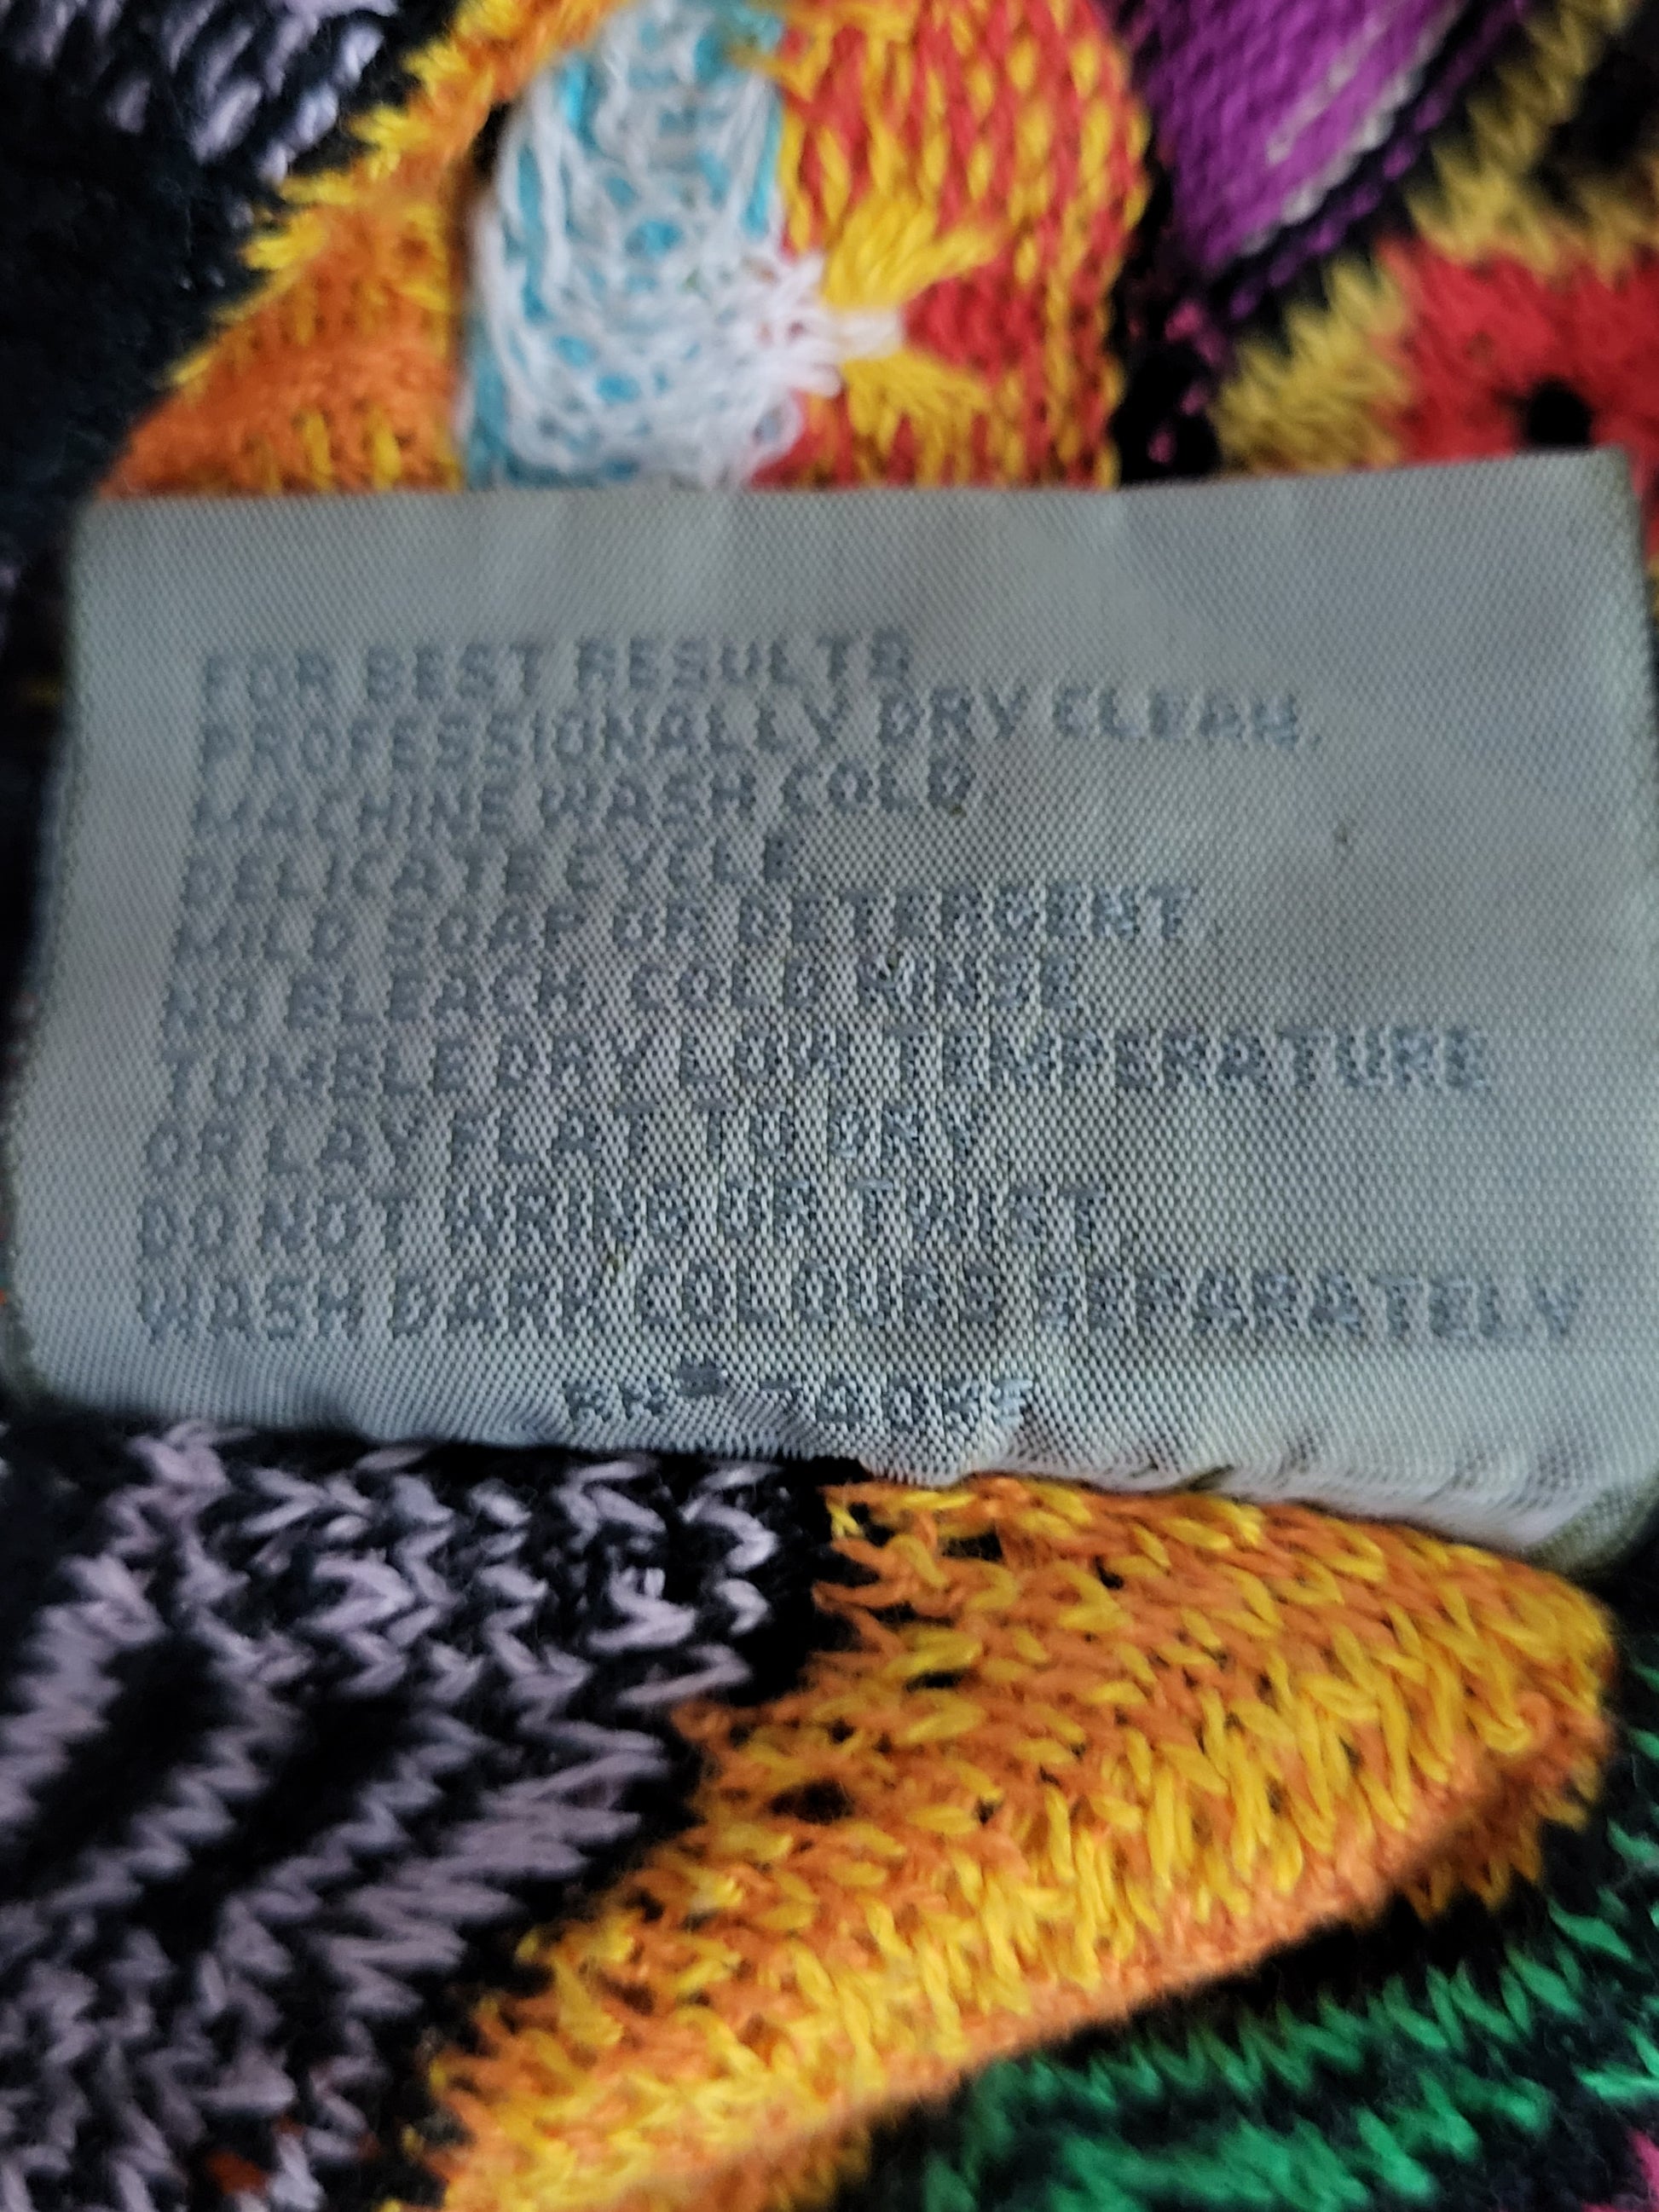 FOR BEST RESULTS
PROFESSIONALLY DRY CLEAN.
MACHINE WASH COLD
DELICATE CYCLE
MILD SOAP OR DETERGENT
NO BLEACH COLD RINSE
TUMBLE DRY LOW TEMPERATURE
OR LAY FLAT TO DRY
DO NOT WRING OR TWIST
WASH DARK COLOURS SEPARATELY